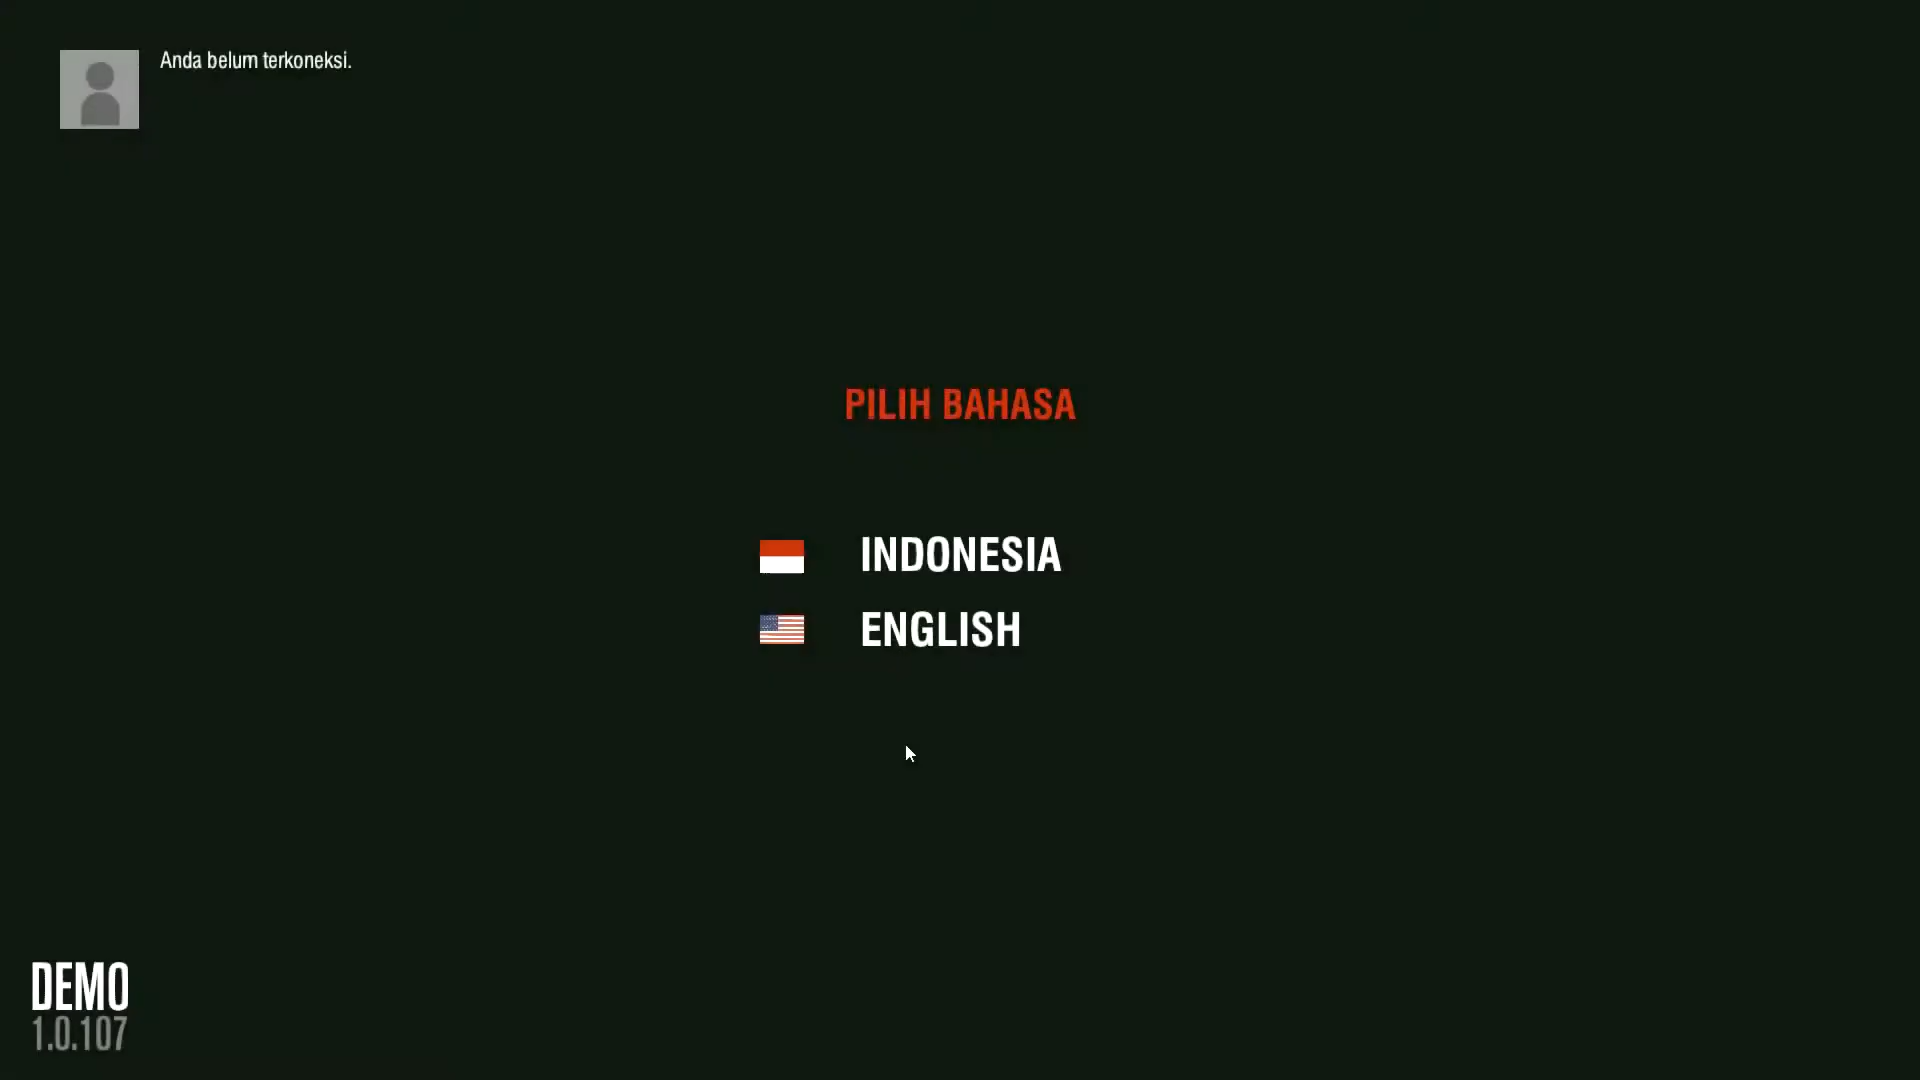 Anda belum terkoneksi.
PILIH BAHASA
INDONESIA
ENGLISH
DEMO
1.0.107